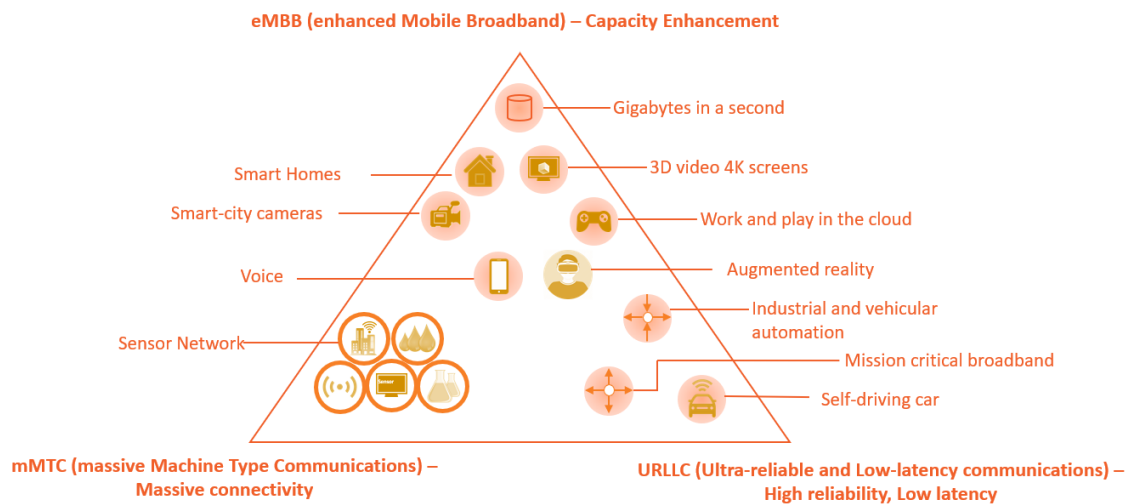 eMBB (enhanced Mobile Broadband) – Capacity Enhancement
Gigabytes in a second
Smart Homes
3D video 4K screens
Smart-city cameras
Work and play in the cloud
Voice
Augmented reality
Industrial and vehicular
automation
Sensor Network
Mission critical broadband
Sensor
Self-driving car
mMTC (massive Machine Type Communications) –
Massive connectivity
URLLC (Ultra-reliable and Low-latency communications) –
High reliability, Low latency